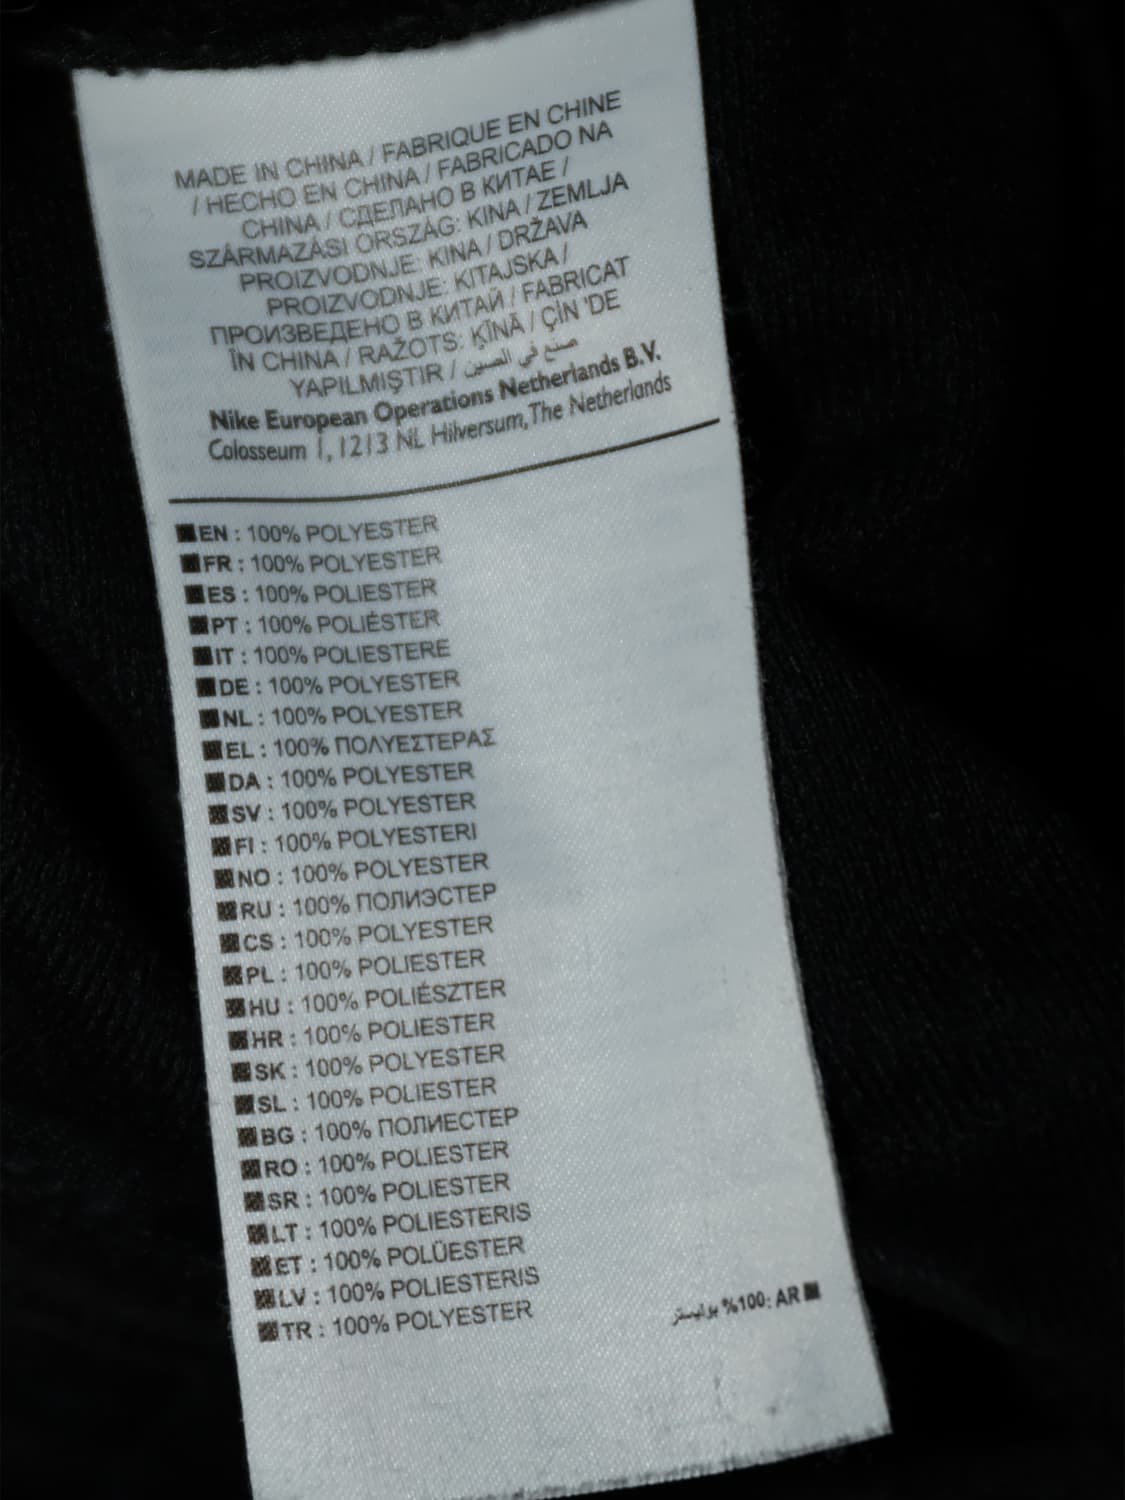 MADE IN CHINA / FABRIQUE EN CHINE
/ HECHO EN CHINA / FABRICADO NA
CHINA / СДЕЛАНО В КИТАЕ /
SZÁRMAZÁSI ORSZÁG: KINA / ZEMLJA
PROIZVODNJE: KINA / DRŽAVA
PROIZVODNJE: KITAJSKA /
ПРОИЗВЕДЕНО В КИТАЙ / FABRICAT
ÎN CHINA / RAŽOTS: ĶĪNĀ / ÇİN 'DE
YAPILMIŞTIR / صنع في الصين
Nike European Operations Netherlands B.V.
Colosseum 1, 1213 NL Hilversum, The Netherlands
EN : 100% POLYESTER
FR : 100% POLYESTER
ES : 100% POLIESTER
PT : 100% POLIÉSTER
IT : 100% POLIESTERE
DE : 100% POLYESTER
NL : 100% POLYESTER
EL : 100% ΠΟΛΥΕΣΤΕΡΑΣ
DA : 100% POLYESTER
SV : 100% POLYESTER
FI : 100% POLYESTERI
NO : 100% POLYESTER
RU : 100% ПОЛИЭСТЕР
CS : 100% POLYESTER
PL : 100% POLIESTER
HU : 100% POLIÉSZTER
HR : 100% POLIESTER
SK : 100% POLYESTER
SL : 100% POLIESTER
BG : 100% ПОЛИЕСТЕР
RO : 100% POLIESTER
SR : 100% POLIESTER
LT : 100% POLIESTERIS
ET : 100% POLÜESTER
LV : 100% POLIESTERIS
TR : 100% POLYESTER
AR :100% بوليستر